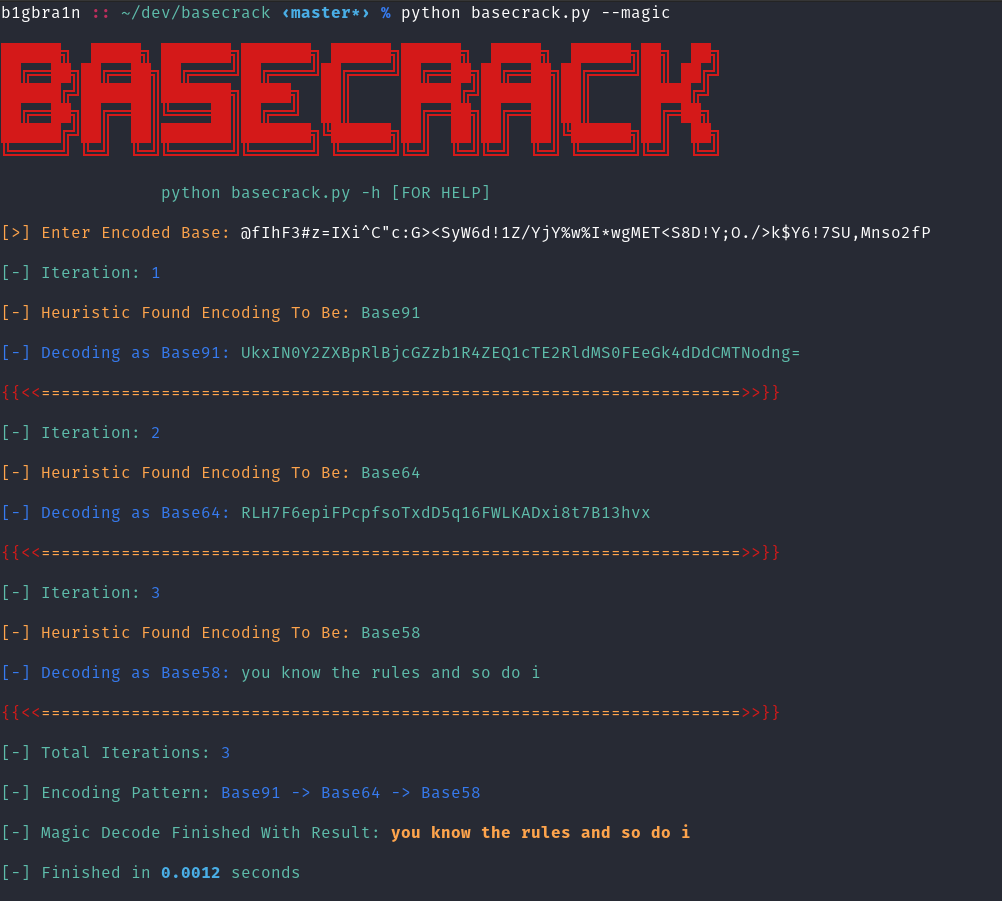 b1gbra1n :: ~/dev/basecrack ‹master*› % python basecrack.py --magic
BASECRACK
python basecrack.py -h [FOR HELP]
[>] Enter Encoded Base: @fIhF3#z=IXi^C"c:G><SyW6d!1Z/YjY%w%I*wgMET<S8D!Y;O./>k$Y6!7SU,Mnso2fP
[-] Iteration: 1
[-] Heuristic Found Encoding To Be: Base91
[-] Decoding as Base91: UkxIN0Y2ZXBpRlBjcGZzb1R4ZEQ1cTE2RldMS0FEeGk4dDdCMTNodng=
{{<<======================================================================>>}}
[-] Iteration: 2
[-] Heuristic Found Encoding To Be: Base64
[-] Decoding as Base64: RLH7F6epiFPcpfsoTxdD5q16FWLKADxi8t7B13hvx
{{<<======================================================================>>}}
[-] Iteration: 3
[-] Heuristic Found Encoding To Be: Base58
[-] Decoding as Base58: you know the rules and so do i
{{<<======================================================================>>}}
[-] Total Iterations: 3
[-] Encoding Pattern: Base91 -> Base64 -> Base58
[-] Magic Decode Finished With Result: you know the rules and so do i
[-] Finished in 0.0012 seconds